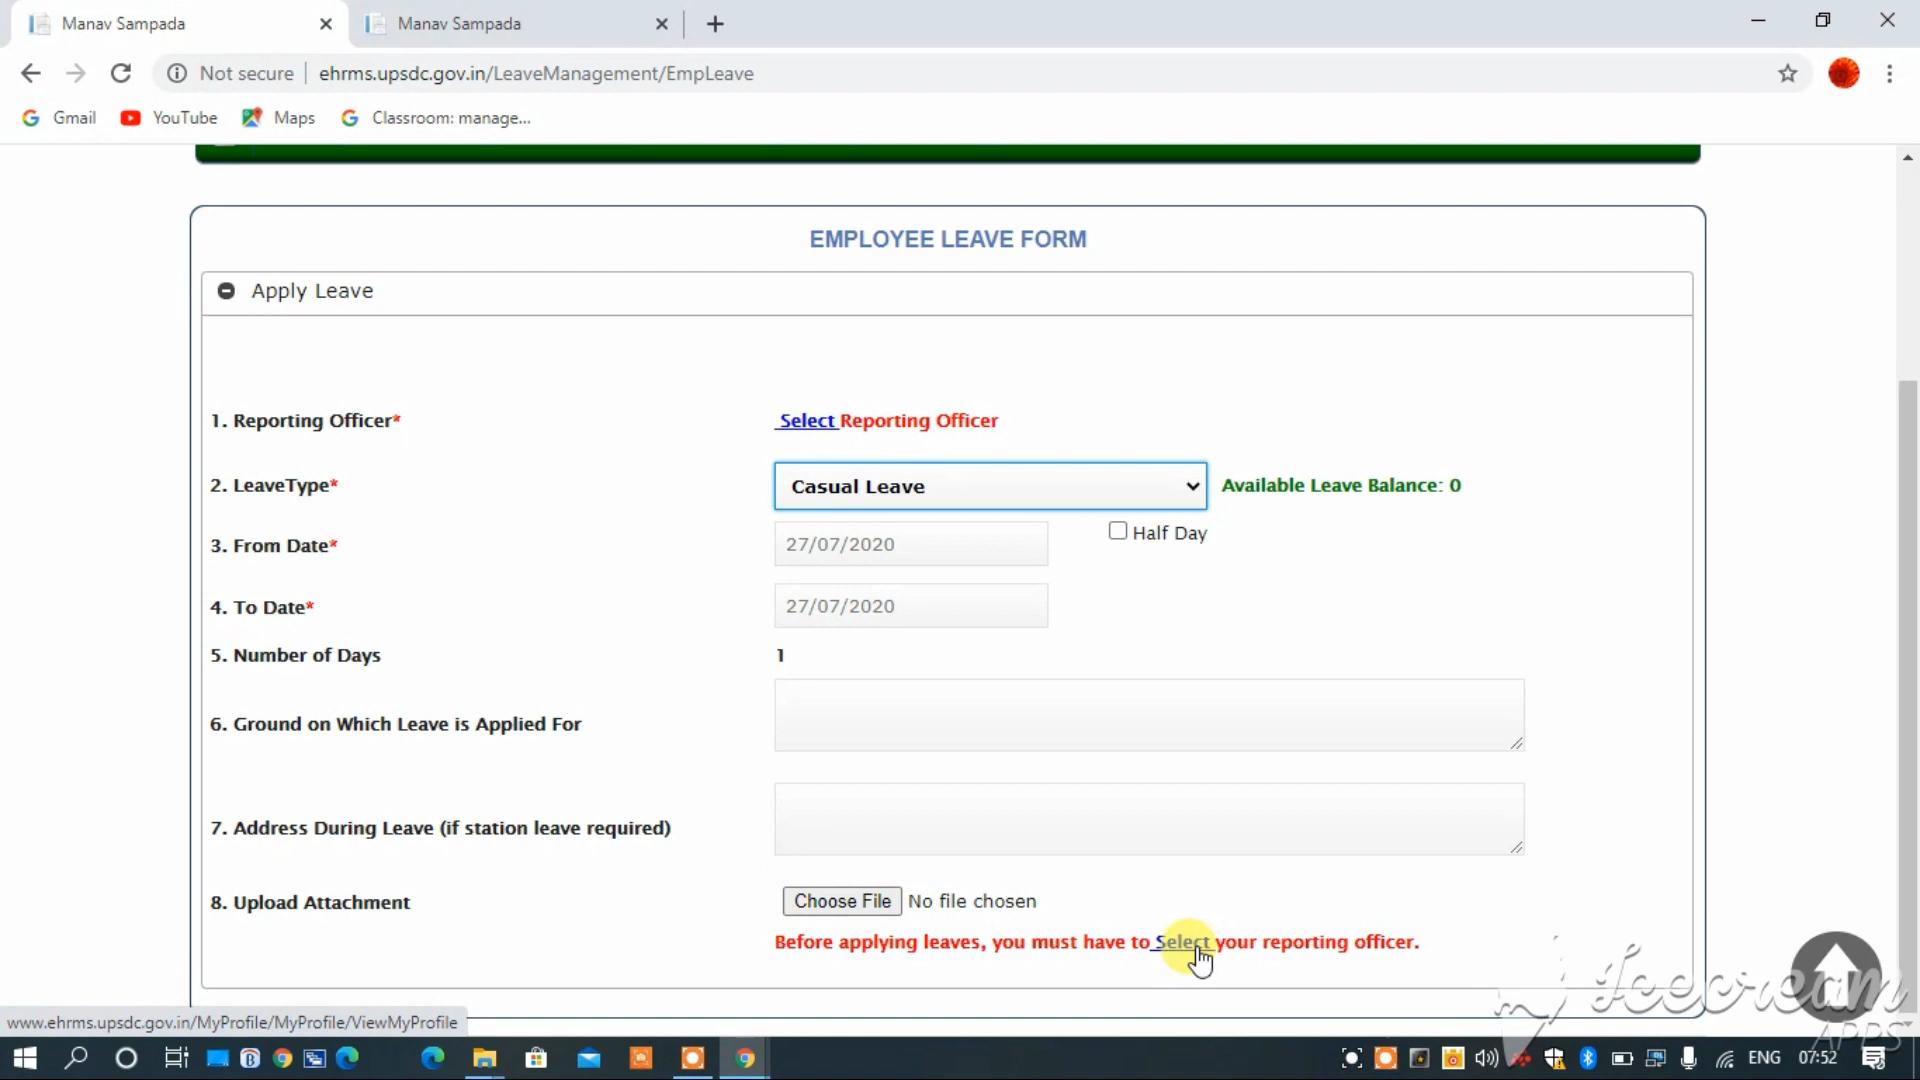 Manav Sampada
Manav Sampada
Not secure
ehrms.upsdc.gov.in/LeaveManagement/EmpLeave
Gmail
YouTube
Maps
Classroom: manage...
EMPLOYEE LEAVE FORM
Apply Leave
1. Reporting Officer*
Select Reporting Officer
2. LeaveType*
Casual Leave
Available Leave Balance: 0
3. From Date*
27/07/2020
Half Day
4. To Date*
27/07/2020
5. Number of Days
1
6. Ground on Which Leave is Applied For
7. Address During Leave (if station leave required)
8. Upload Attachment
Choose File No file chosen
Before applying leaves, you must have to Select your reporting officer.
Icecream
APPS
www.ehrms.upsdc.gov.in/MyProfile/MyProfile/ViewMyProfile
ENG
07:52